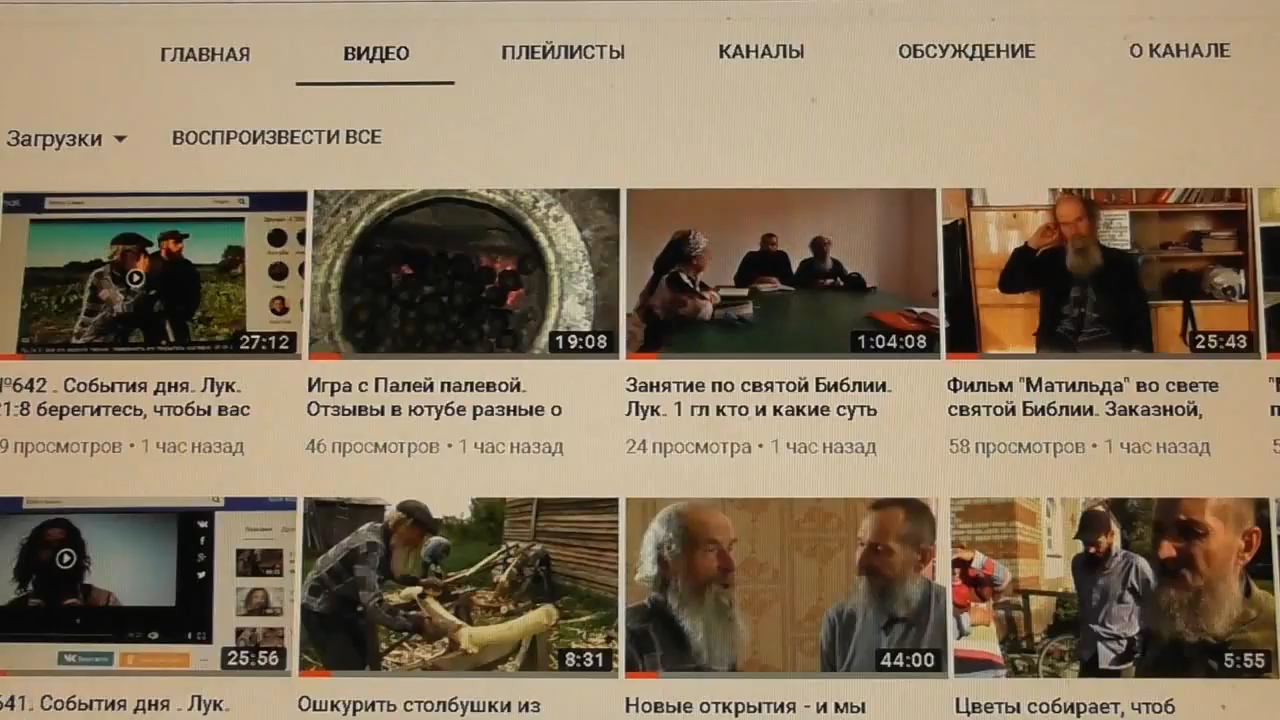 ГЛАВНАЯ ВИДЕО ПЛЕЙЛИСТЫ КАНАЛЫ ОБСУЖДЕНИЕ О КАНАЛЕ
Загрузки ВОСПРОИЗВЕСТИ ВСЕ
27:12 19:08 1:04:08 25:43
№642 . События дня. Лук.
21:8 берегитесь, чтобы вас
9 просмотров • 1 час назад
Игра с Палей палевой.
Отзывы в ютубе разные о
46 просмотров • 1 час назад
Занятие по святой Библии.
Лук. 1 гл кто и какие суть
24 просмотра • 1 час назад
Фильм "Матильда" во свете
святой Библии. Заказной,
58 просмотров • 1 час назад
25:56 8:31 44:00 5:55
641. События дня . Лук.
Ошкурить столбушки из
Новые открытия - и мы
Цветы собирает, чтоб